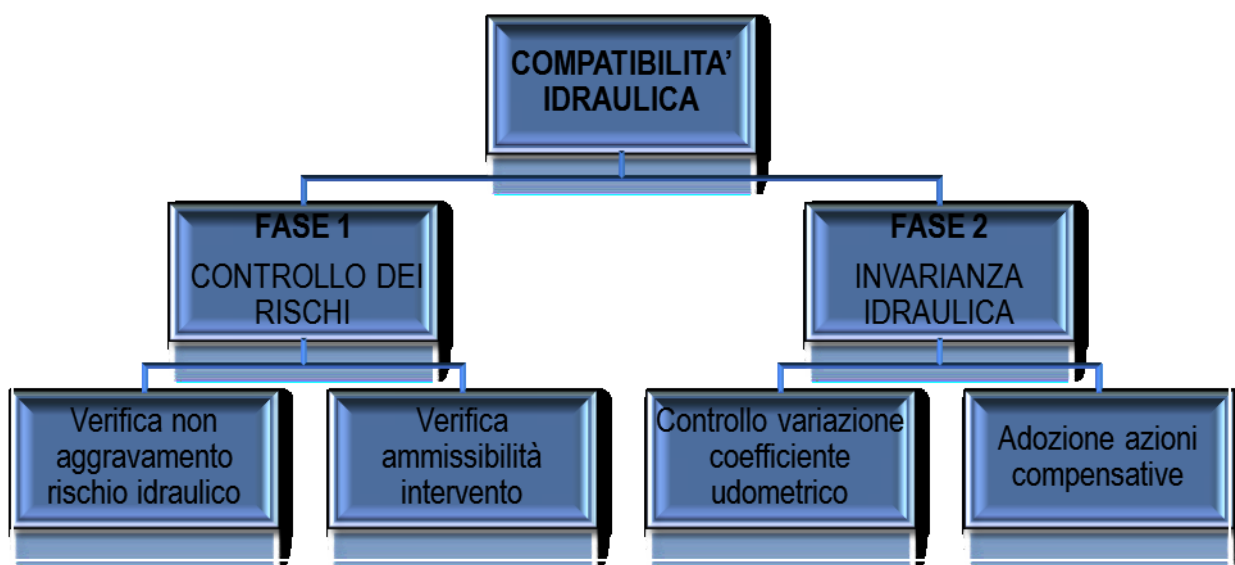 COMPATIBILITA’
IDRAULICA
FASE 1
CONTROLLO DEI
RISCHI
FASE 2
INVARIANZA
IDRAULICA
Verifica non
aggravamento
rischio idraulico
Verifica
ammissibilità
intervento
Controllo variazione
coefficiente
udometrico
Adozione azioni
compensative